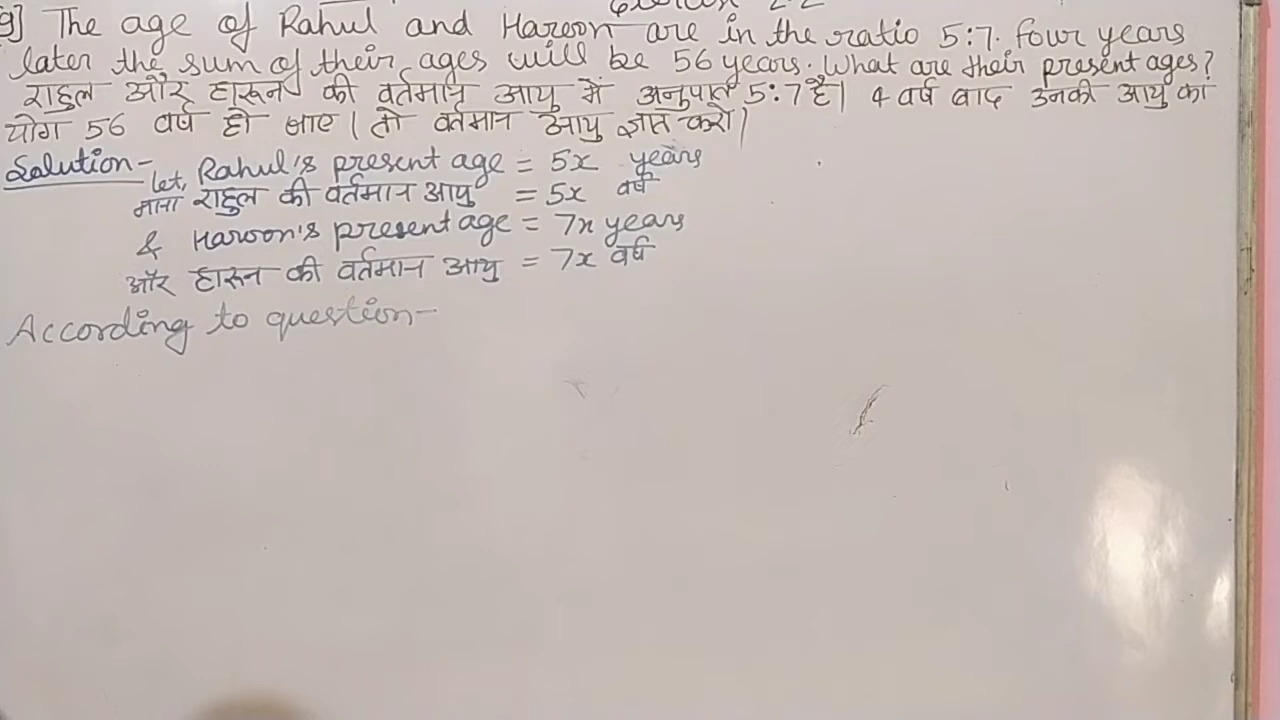 9] The age of Rahul and Haroon are in the ratio 5:7. four years
later the sum of their ages will be 56 years. What are their present ages?
राहुल और हारून की वर्तमान आयु में अनुपात 5:7 है। 4 वर्ष बाद उनकी आयु का
योग 56 वर्ष हो जाए। तो वर्तमान आयु ज्ञात करो।
Solution-
let, Rahul's present age = 5x years
माना राहुल की वर्तमान आयु = 5x वर्ष
& Haroon's present age = 7x years
और हारून की वर्तमान आयु = 7x वर्ष
According to question-